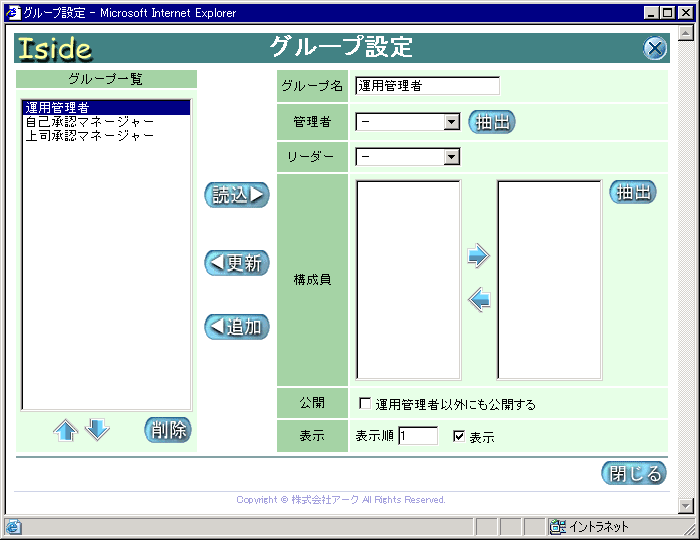 グループ設定 - Microsoft Internet Explorer
Iside
グループ設定
グループ一覧
運用管理者
自己承認マネージャー
上司承認マネージャー
削除
読込
更新
追加
グループ名
運用管理者
管理者
-
抽出
リーダー
-
構成員
抽出
公開
運用管理者以外にも公開する
表示
表示順 1
表示
閉じる
Copyright © 株式会社アーク All Rights Reserved.
イントラネット